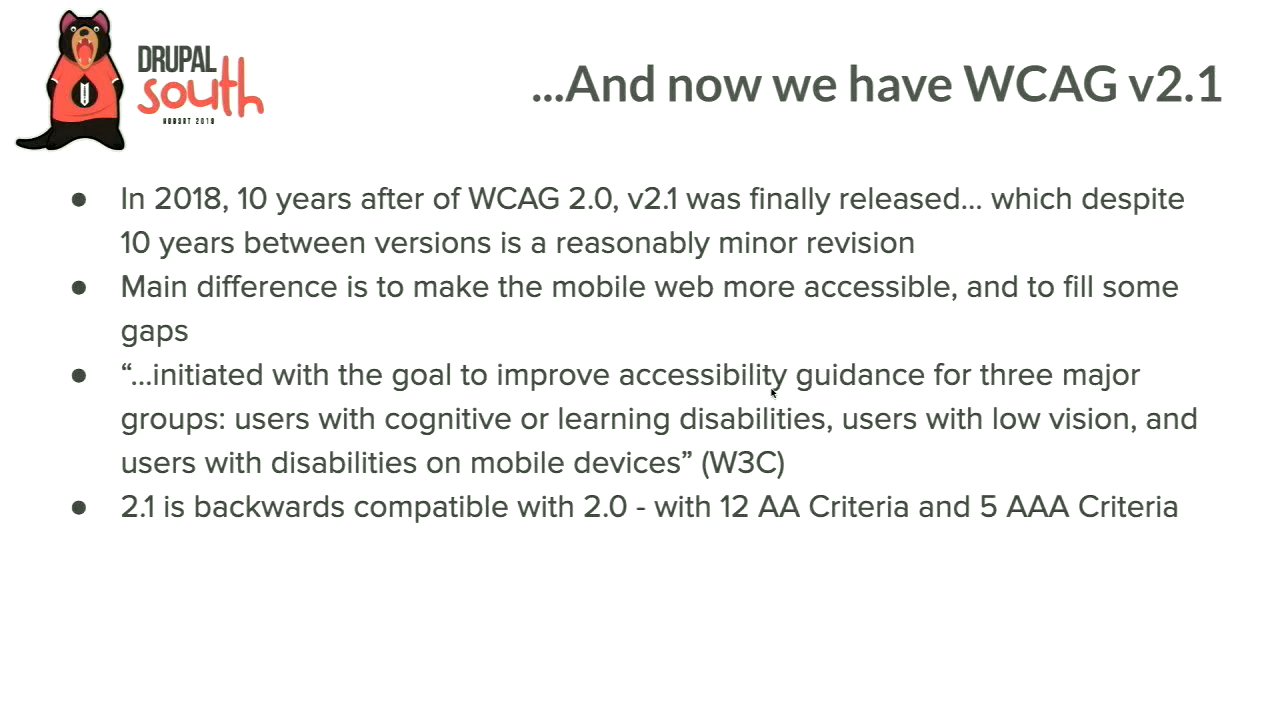 DRUPAL
south
HOBART 2019
...And now we have WCAG v2.1
● In 2018, 10 years after of WCAG 2.0, v2.1 was finally released... which despite
10 years between versions is a reasonably minor revision
● Main difference is to make the mobile web more accessible, and to fill some
gaps
● “...initiated with the goal to improve accessibility guidance for three major
groups: users with cognitive or learning disabilities, users with low vision, and
users with disabilities on mobile devices” (W3C)
● 2.1 is backwards compatible with 2.0 - with 12 AA Criteria and 5 AAA Criteria